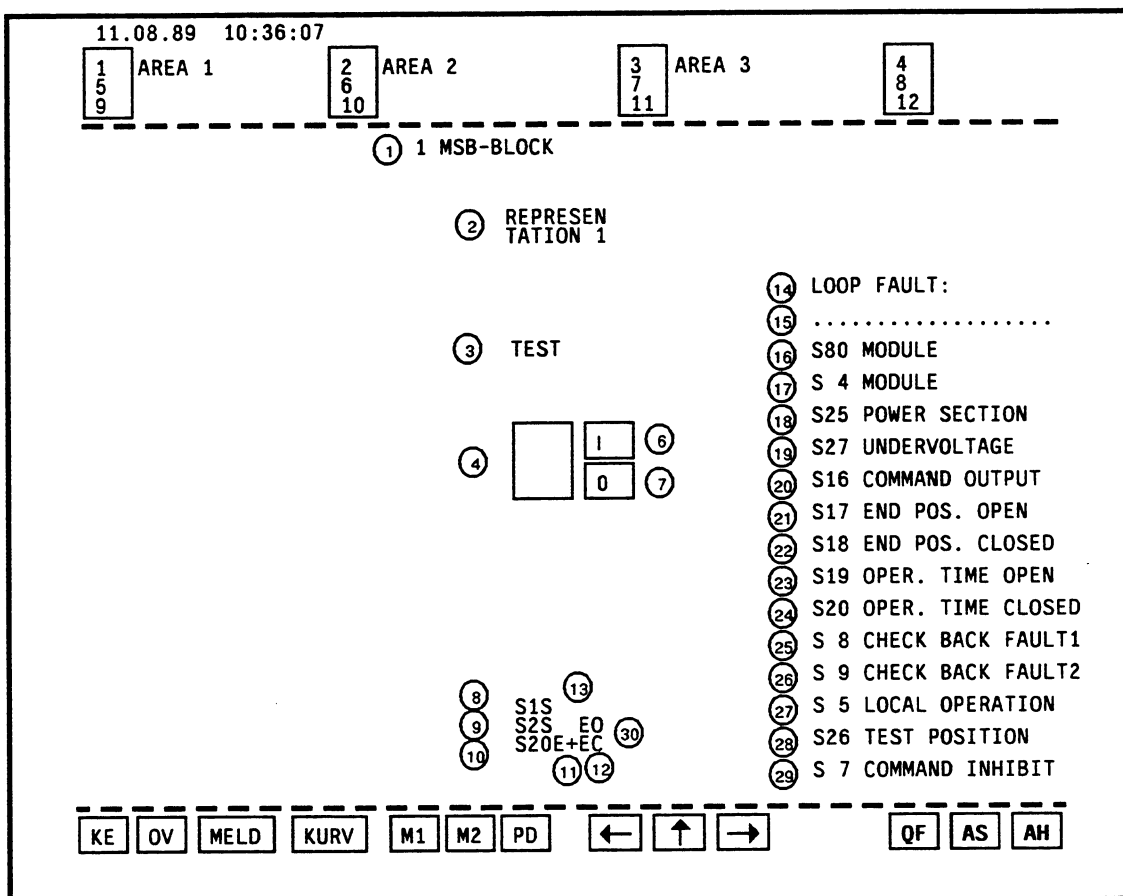 11.08.89 10:36:07
1 AREA 1 2 AREA 2 3 AREA 3 4
5 6 7 8
9 10 11 12
1 1 MSB-BLOCK
2 REPRESEN
TATION 1
14 LOOP FAULT:
15 ...................
3 TEST
16 S80 MODULE
17 S 4 MODULE
18 S25 POWER SECTION
4 I 6
19 S27 UNDERVOLTAGE
0 7
20 S16 COMMAND OUTPUT
21 S17 END POS. OPEN
22 S18 END POS. CLOSED
23 S19 OPER. TIME OPEN
24 S20 OPER. TIME CLOSED
25 S 8 CHECK BACK FAULT1
26 S 9 CHECK BACK FAULT2
27 S 5 LOCAL OPERATION
28 S26 TEST POSITION
29 S 7 COMMAND INHIBIT
8 S1S 13
9 S2S EO 30
10 S20E+EC
11 12
KE OV MELD KURV M1 M2 PD ← ↑ → QF AS AH